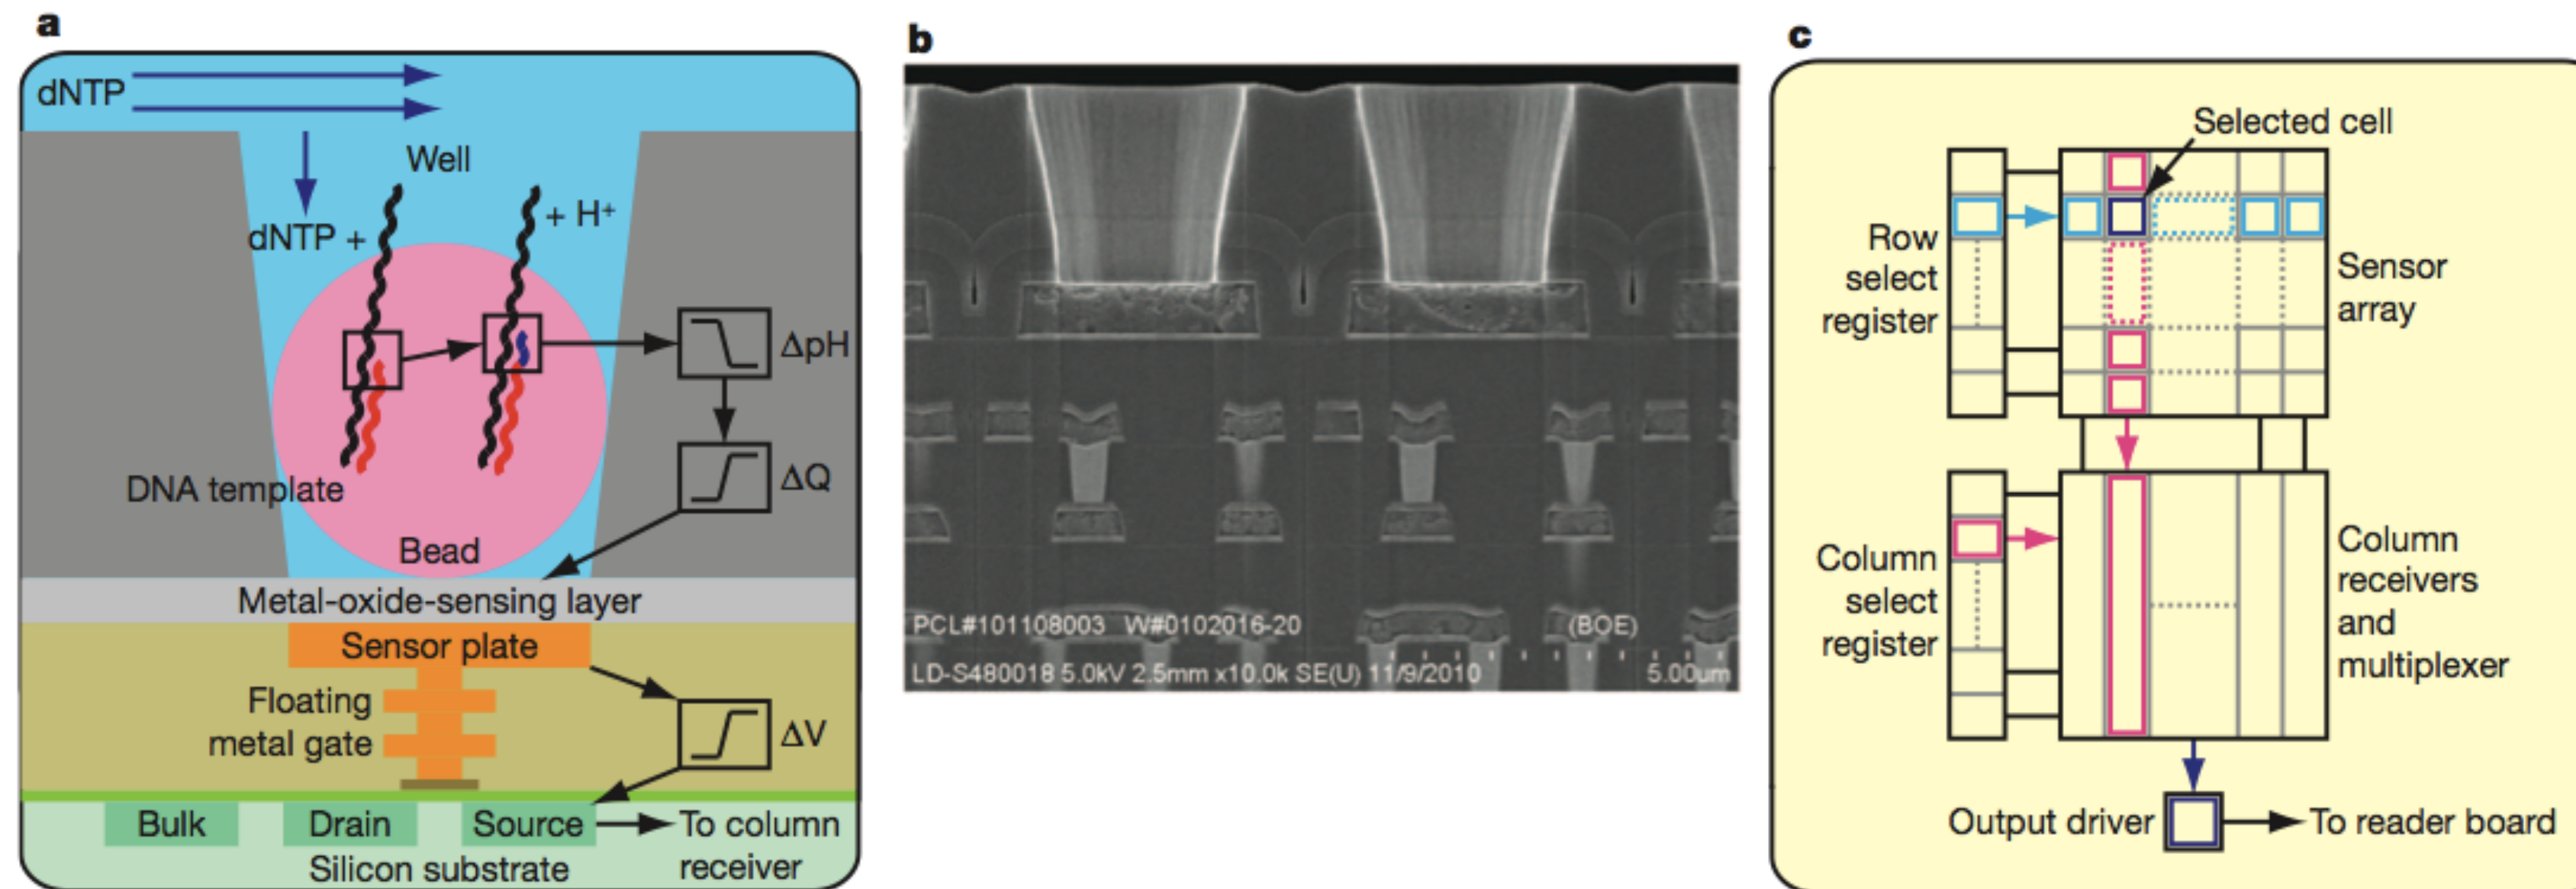 a
dNTP
Well
dNTP +
+ H+
ΔpH
ΔQ
DNA template
Bead
Metal-oxide-sensing layer
Sensor plate
Floating
metal gate
ΔV
Bulk
Drain
Source
To column
receiver
Silicon substrate
b
PCL#101108003 W#0102016-20 (BOE)
LD-S480018 5.0kV 2.5mm x10.0k SE(U) 11/9/2010 5.00um
c
Selected cell
Row
select
register
Sensor
array
Column
select
register
Column
receivers
and
multiplexer
Output driver
To reader board